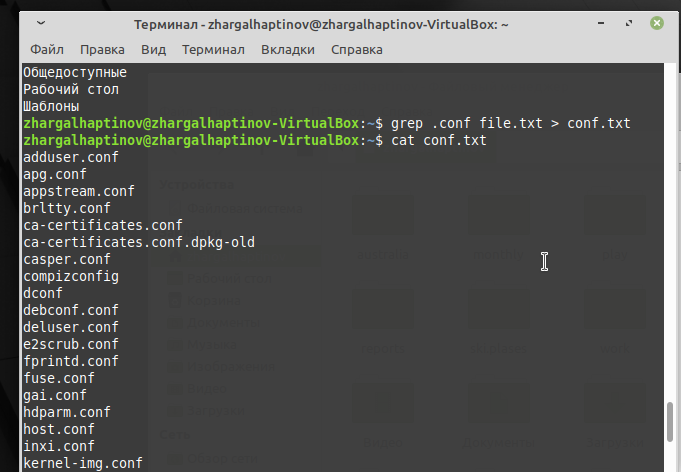 Терминал - zhargalhaptinov@zhargalhaptinov-VirtualBox: ~
Файл Правка Вид Терминал Вкладки Справка
Общедоступные
Рабочий стол
Шаблоны
zhargalhaptinov@zhargalhaptinov-VirtualBox:~$ grep .conf file.txt > conf.txt
zhargalhaptinov@zhargalhaptinov-VirtualBox:~$ cat conf.txt
adduser.conf
apg.conf
appstream.conf
brltty.conf
ca-certificates.conf
ca-certificates.conf.dpkg-old
casper.conf
compizconfig
dconf
debconf.conf
deluser.conf
e2scrub.conf
fprintd.conf
fuse.conf
gai.conf
hdparm.conf
host.conf
inxi.conf
kernel-img.conf